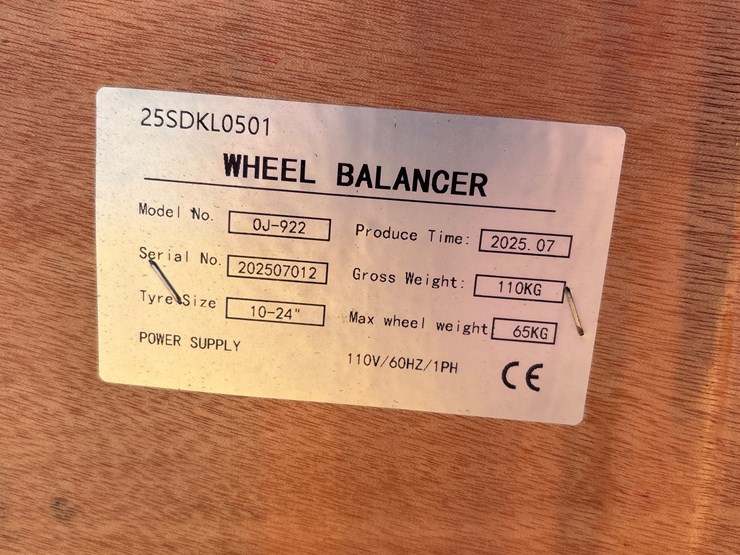 25SDKL0501
WHEEL BALANCER
Model No. OJ-922 Produce Time: 2025.07
Serial No. 202507012 Gross Weight: 110KG
Tyre Size 10-24" Max wheel weight 65KG
POWER SUPPLY 110V/60HZ/1PH CE